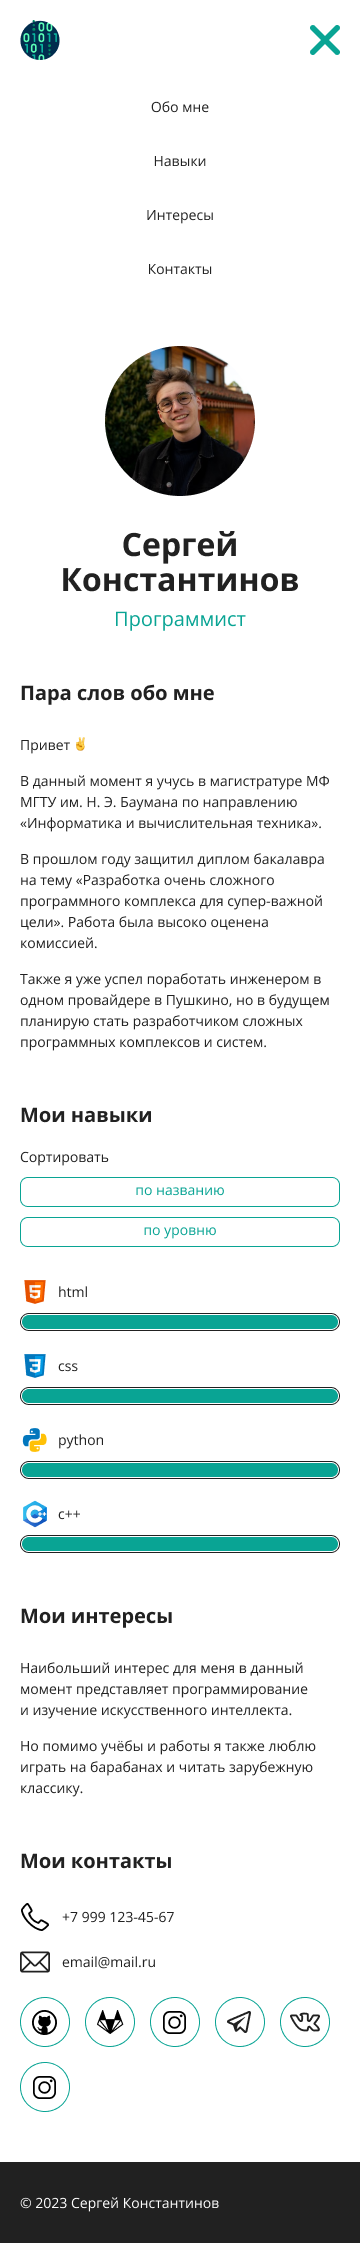 Обо мне
Навыки
Интересы
Контакты
Сергей
Константинов
Программист
Пара слов обо мне
Привет ✌
В данный момент я учусь в магистратуре МФ
МГТУ им. Н. Э. Баумана по направлению
«Информатика и вычислительная техника».
В прошлом году защитил диплом бакалавра
на тему «Разработка очень сложного
программного комплекса для супер-важной
цели». Работа была высоко оценена
комиссией.
Также я уже успел поработать инженером в
одном провайдере в Пушкино, но в будущем
планирую стать разработчиком сложных
программных комплексов и систем.
Мои навыки
Сортировать
по названию
по уровню
html
css
python
c++
Мои интересы
Наибольший интерес для меня в данный
момент представляет программирование
и изучение искусственного интеллекта.
Но помимо учёбы и работы я также люблю
играть на барабанах и читать зарубежную
классику.
Мои контакты
+7 999 123-45-67
email@mail.ru
© 2023 Сергей Константинов